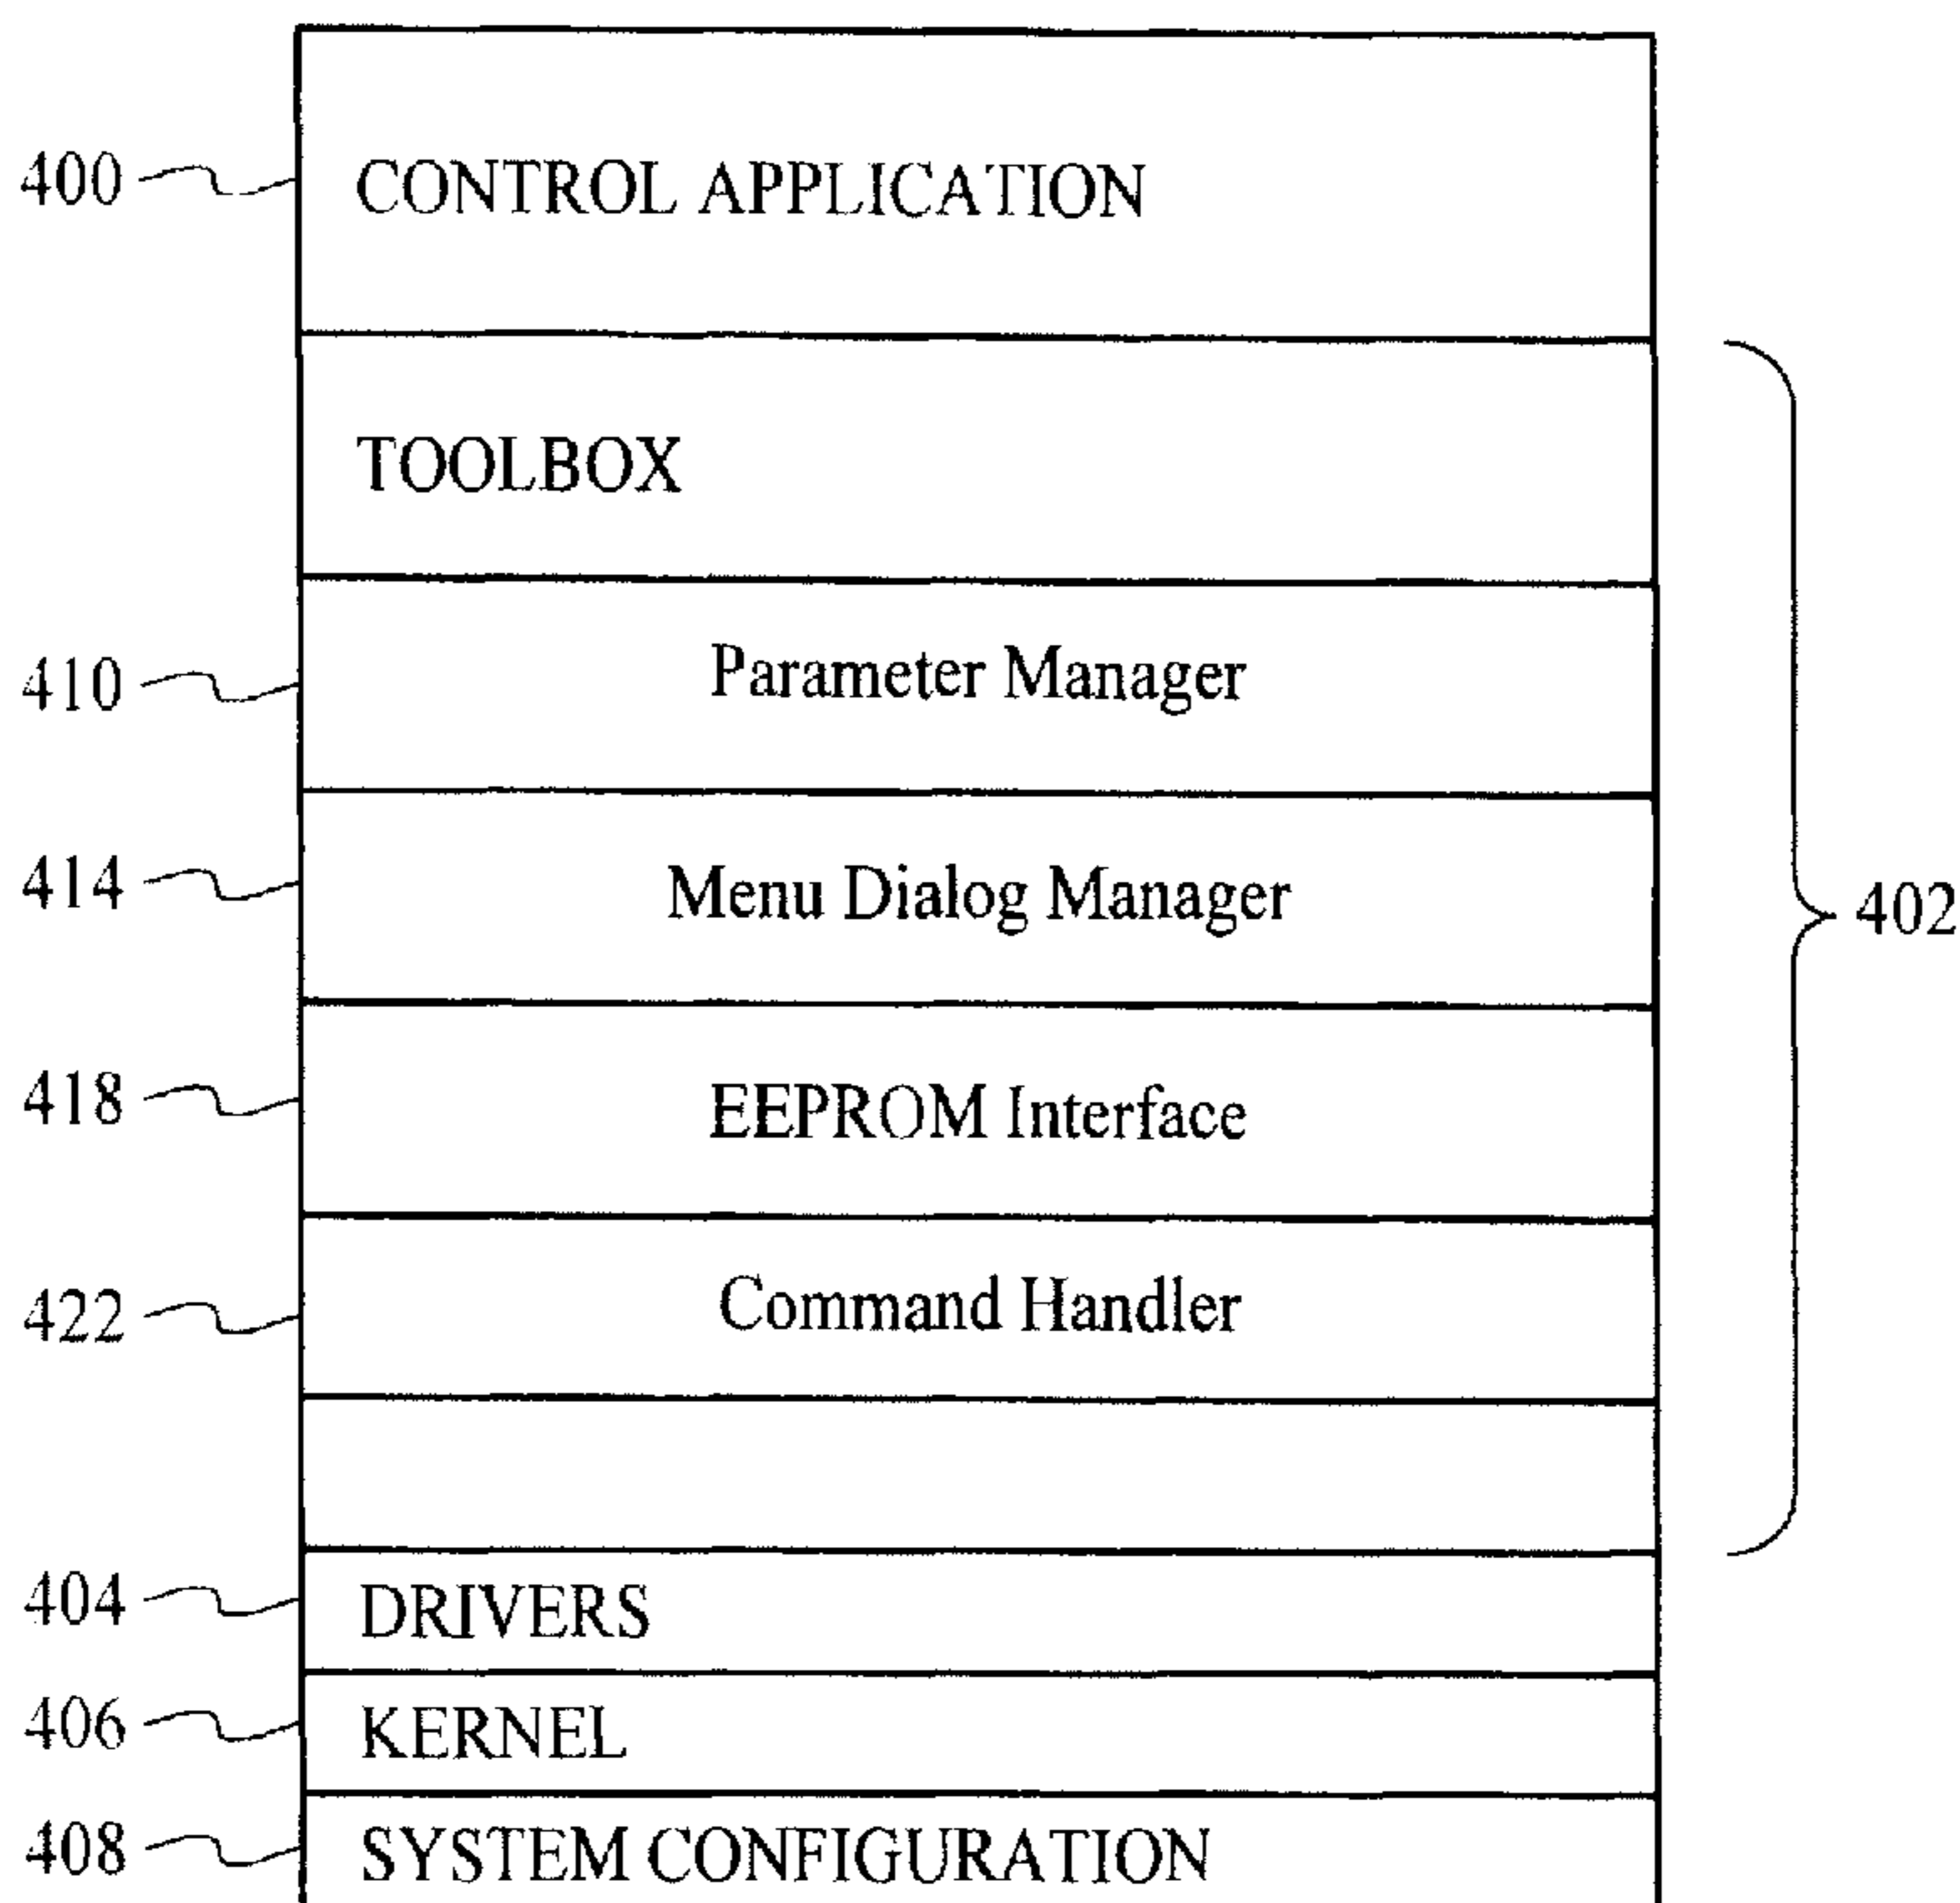 400 CONTROL APPLICATION
TOOLBOX
410 Parameter Manager
414 Menu Dialog Manager
402
418 EEPROM Interface
422 Command Handler
404 DRIVERS
406 KERNEL
408 SYSTEM CONFIGURATION